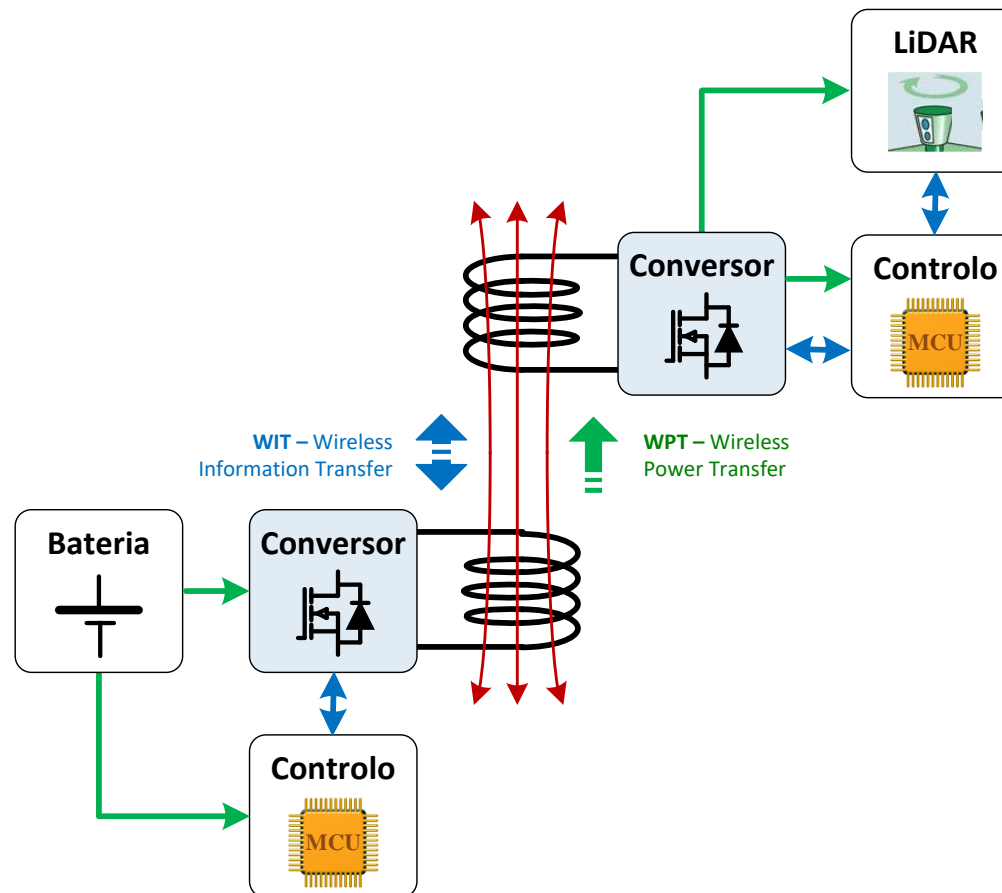 LiDAR
Conversor
Controlo
MCU
WIT – Wireless
Information Transfer
WPT – Wireless
Power Transfer
Bateria
Conversor
Controlo
MCU